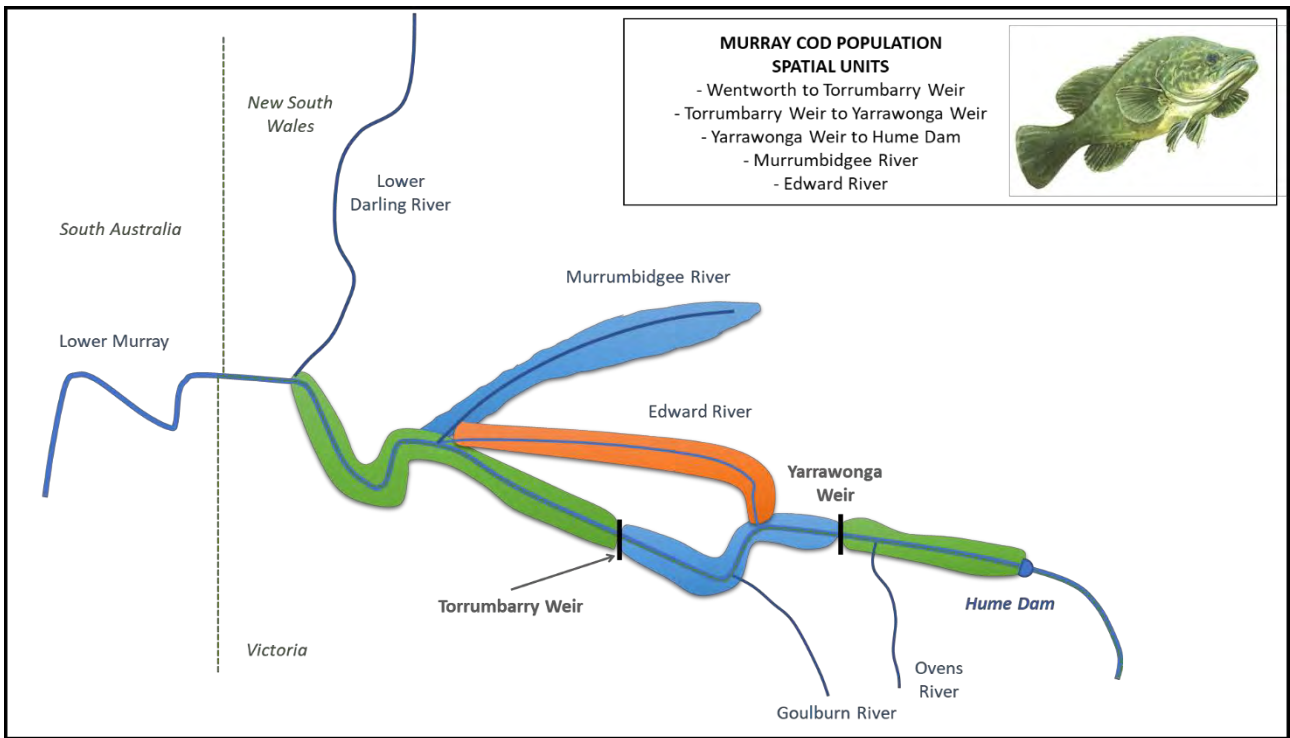 MURRAY COD POPULATION
SPATIAL UNITS
- Wentworth to Torrumbarry Weir
- Torrumbarry Weir to Yarrawonga Weir
- Yarrawonga Weir to Hume Dam
- Murrumbidgee River
- Edward River
New South
Wales
Lower
Darling River
South Australia
Murrumbidgee River
Lower Murray
Edward River
Yarrawonga
Weir
Torrumbarry Weir
Hume Dam
Victoria
Ovens
River
Goulburn River